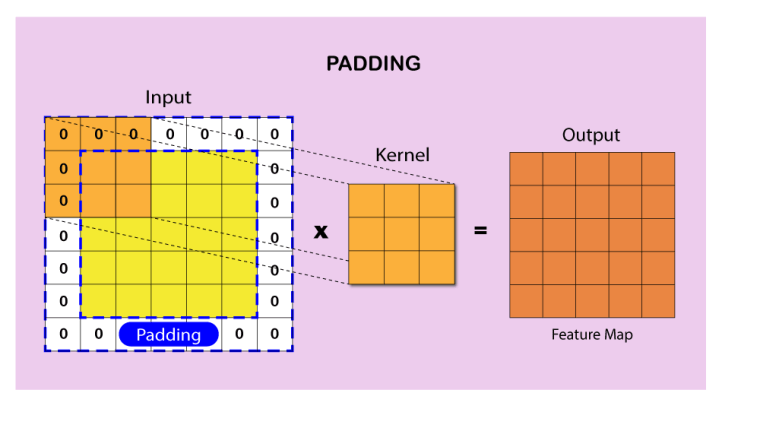 PADDING
Input
Kernel
Output
0 0 0 0 0 0 0
0 0
0 0
0 0
0 0
0 0
0 0 Padding 0 0
x =
Feature Map